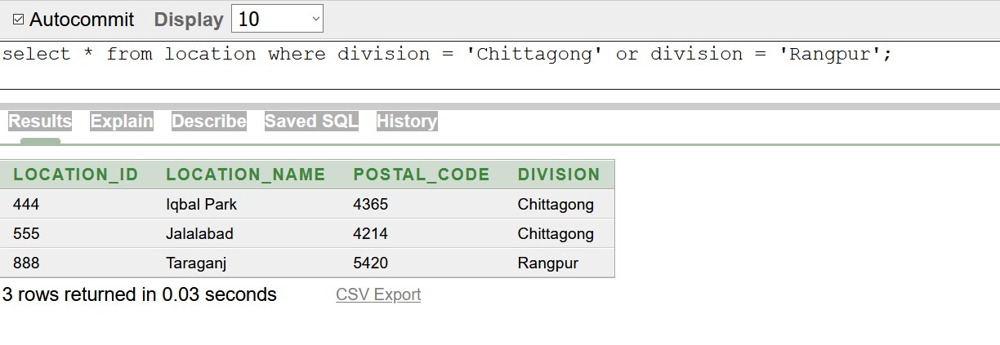 Autocommit Display 10
select * from location where division = 'Chittagong' or division = 'Rangpur';
Results Explain Describe Saved SQL History
LOCATION_ID LOCATION_NAME POSTAL_CODE DIVISION
444 Iqbal Park 4365 Chittagong
555 Jalalabad 4214 Chittagong
888 Taraganj 5420 Rangpur
3 rows returned in 0.03 seconds CSV Export